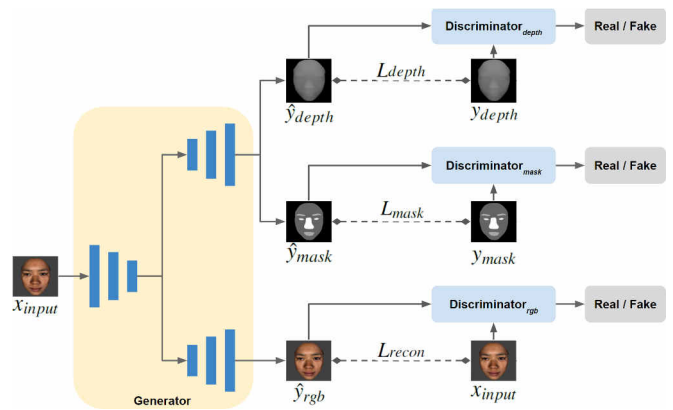 Discriminator_depth
Real / Fake
L_depth
ŷ_depth
y_depth
Discriminator_mask
Real / Fake
L_mask
ŷ_mask
y_mask
x_input
Discriminator_rgb
Real / Fake
L_recon
ŷ_rgb
x_input
Generator